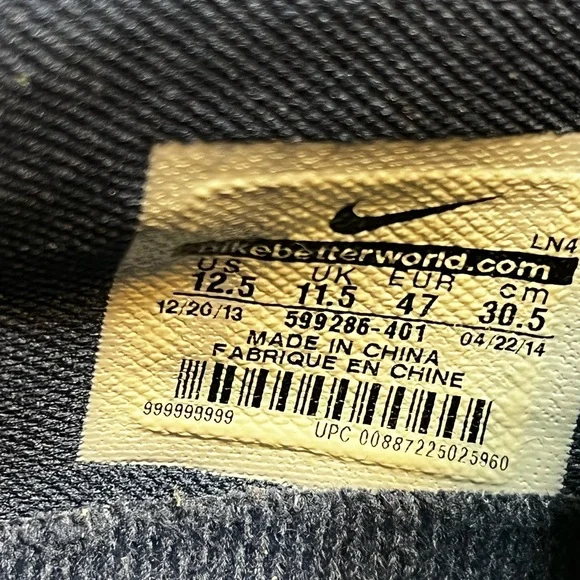 LN4
nikebetterworld.com
US UK EUR cm
12.5 11.5 47 30.5
12/20/13 599286-401 04/22/14
MADE IN CHINA
FABRIQUE EN CHINE
999999999
UPC 00887225025960